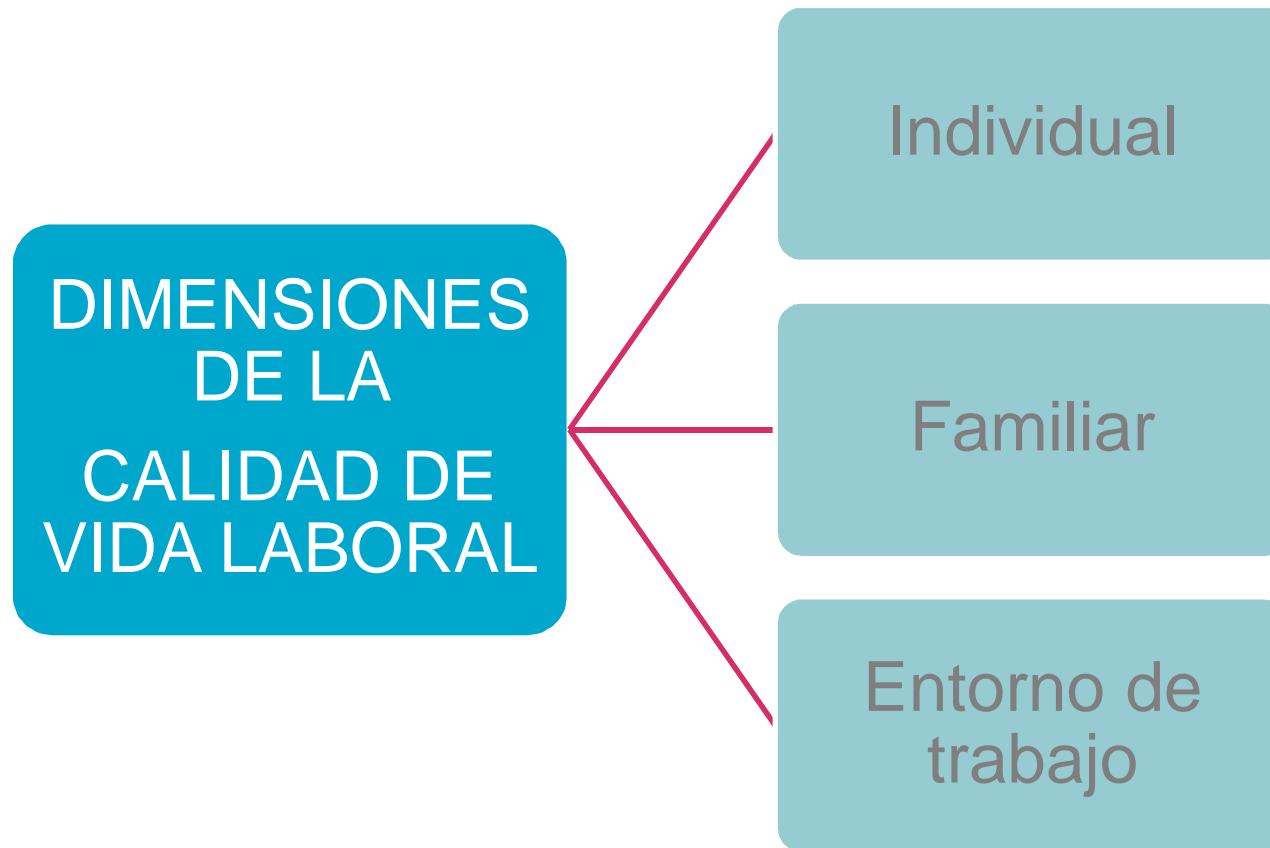 DIMENSIONES
DE LA
CALIDAD DE
VIDA LABORAL
Individual
Familiar
Entorno de
trabajo